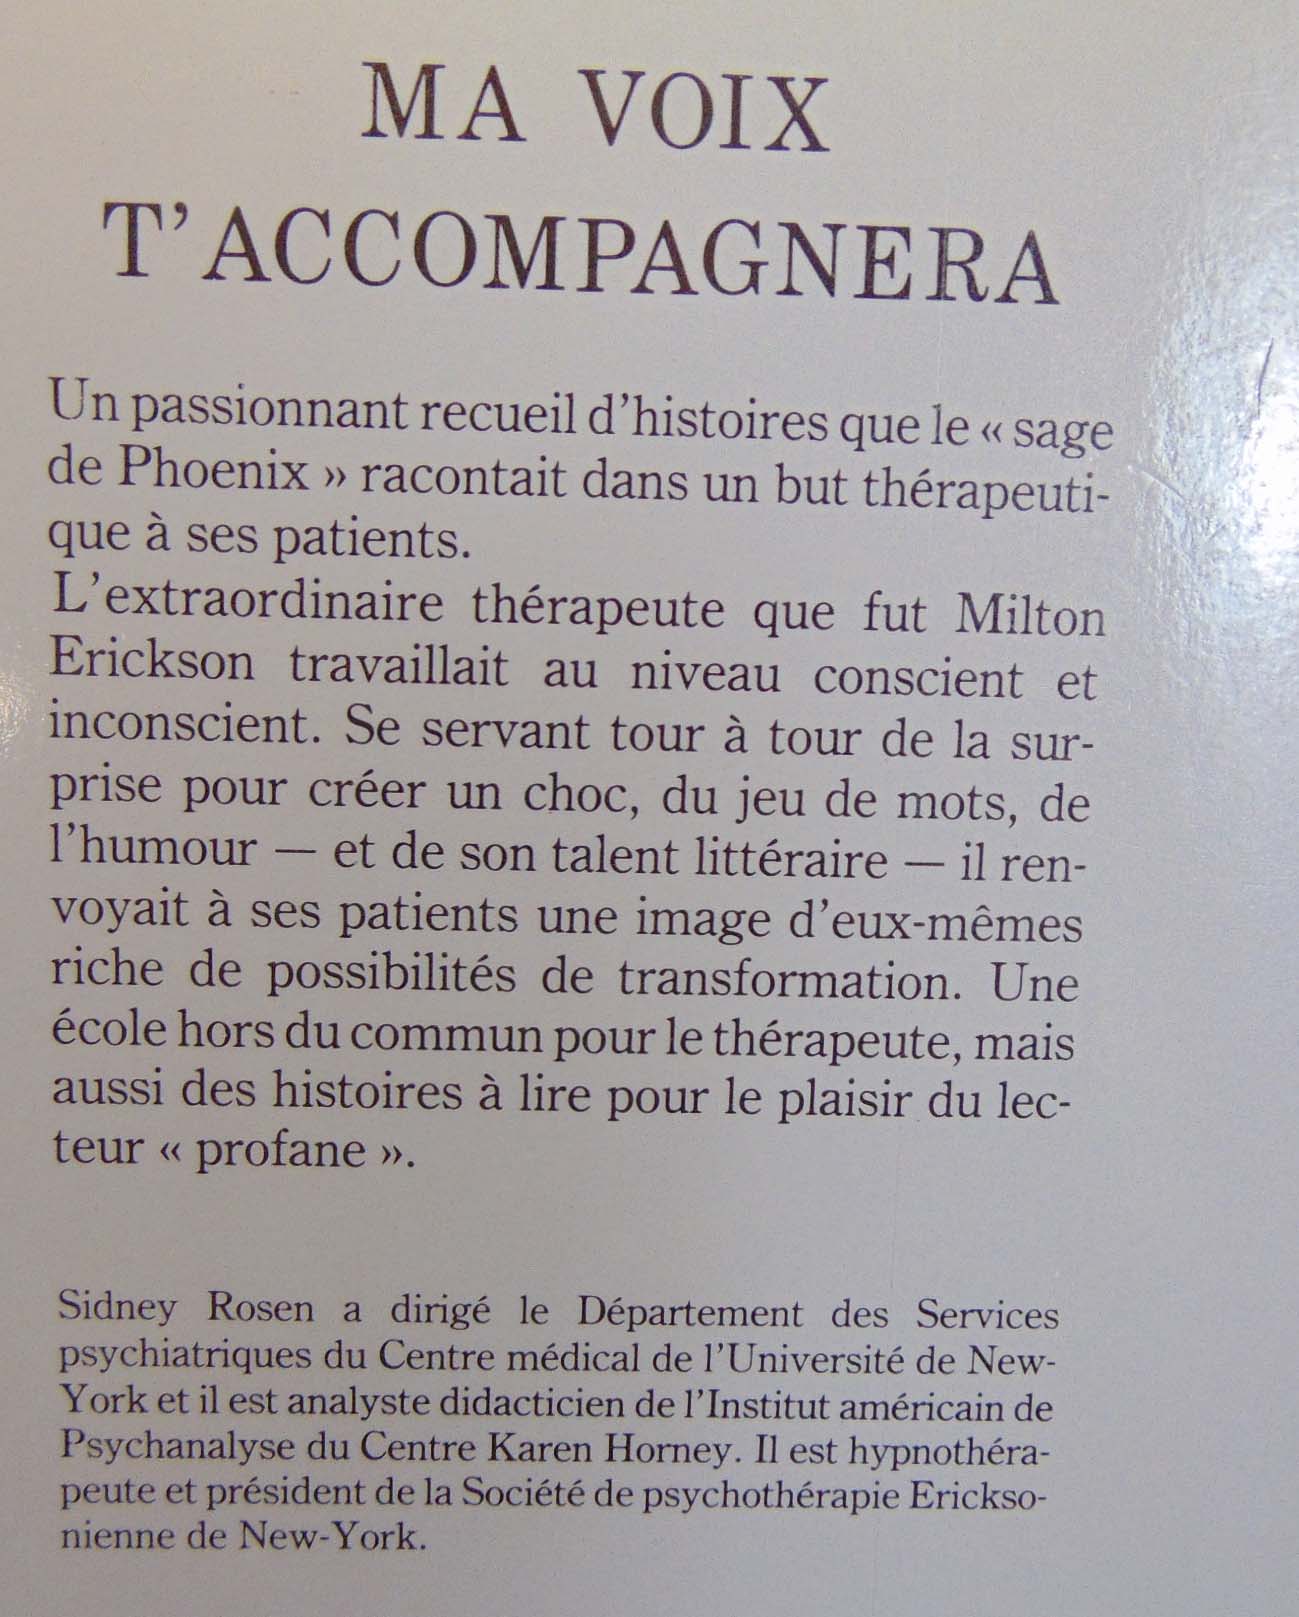 MA VOIX
T'ACCOMPAGNERA
Un passionnant recueil d'histoires que le « sage
de Phoenix » racontait dans un but thérapeuti-
que à ses patients.
L'extraordinaire thérapeute que fut Milton
Erickson travaillait au niveau conscient et
inconscient. Se servant tour à tour de la sur-
prise pour créer un choc, du jeu de mots, de
l'humour — et de son talent littéraire — il ren-
voyait à ses patients une image d'eux-mêmes
riche de possibilités de transformation. Une
école hors du commun pour le thérapeute, mais
aussi des histoires à lire pour le plaisir du lec-
teur « profane ».
Sidney Rosen a dirigé le Département des Services
psychiatriques du Centre médical de l'Université de New-
York et il est analyste didacticien de l'Institut américain de
Psychanalyse du Centre Karen Horney. Il est hypnothéra-
peute et président de la Société de psychothérapie Erickso-
nienne de New-York.